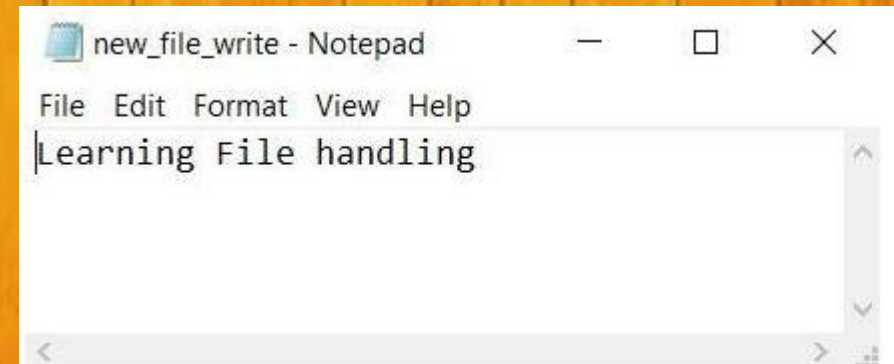 new_file_write - Notepad
File Edit Format View Help
Learning File handling